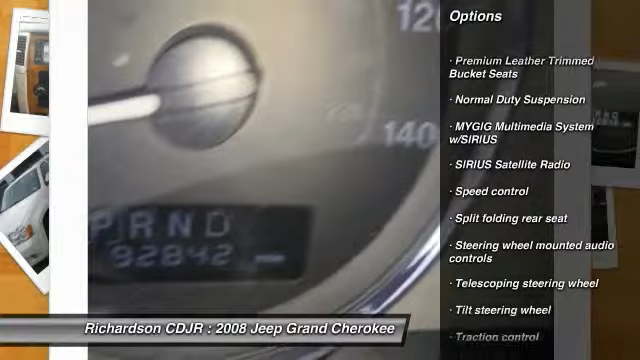 Options
· Premium Leather Trimmed
Bucket Seats
· Normal Duty Suspension
· MYGIG Multimedia System
w/SIRIUS
· SIRIUS Satellite Radio
· Speed control
· Split folding rear seat
· Steering wheel mounted audio
controls
· Telescoping steering wheel
· Tilt steering wheel
· Traction control
120
140
P R N D
92842
Richardson CDJR : 2008 Jeep Grand Cherokee